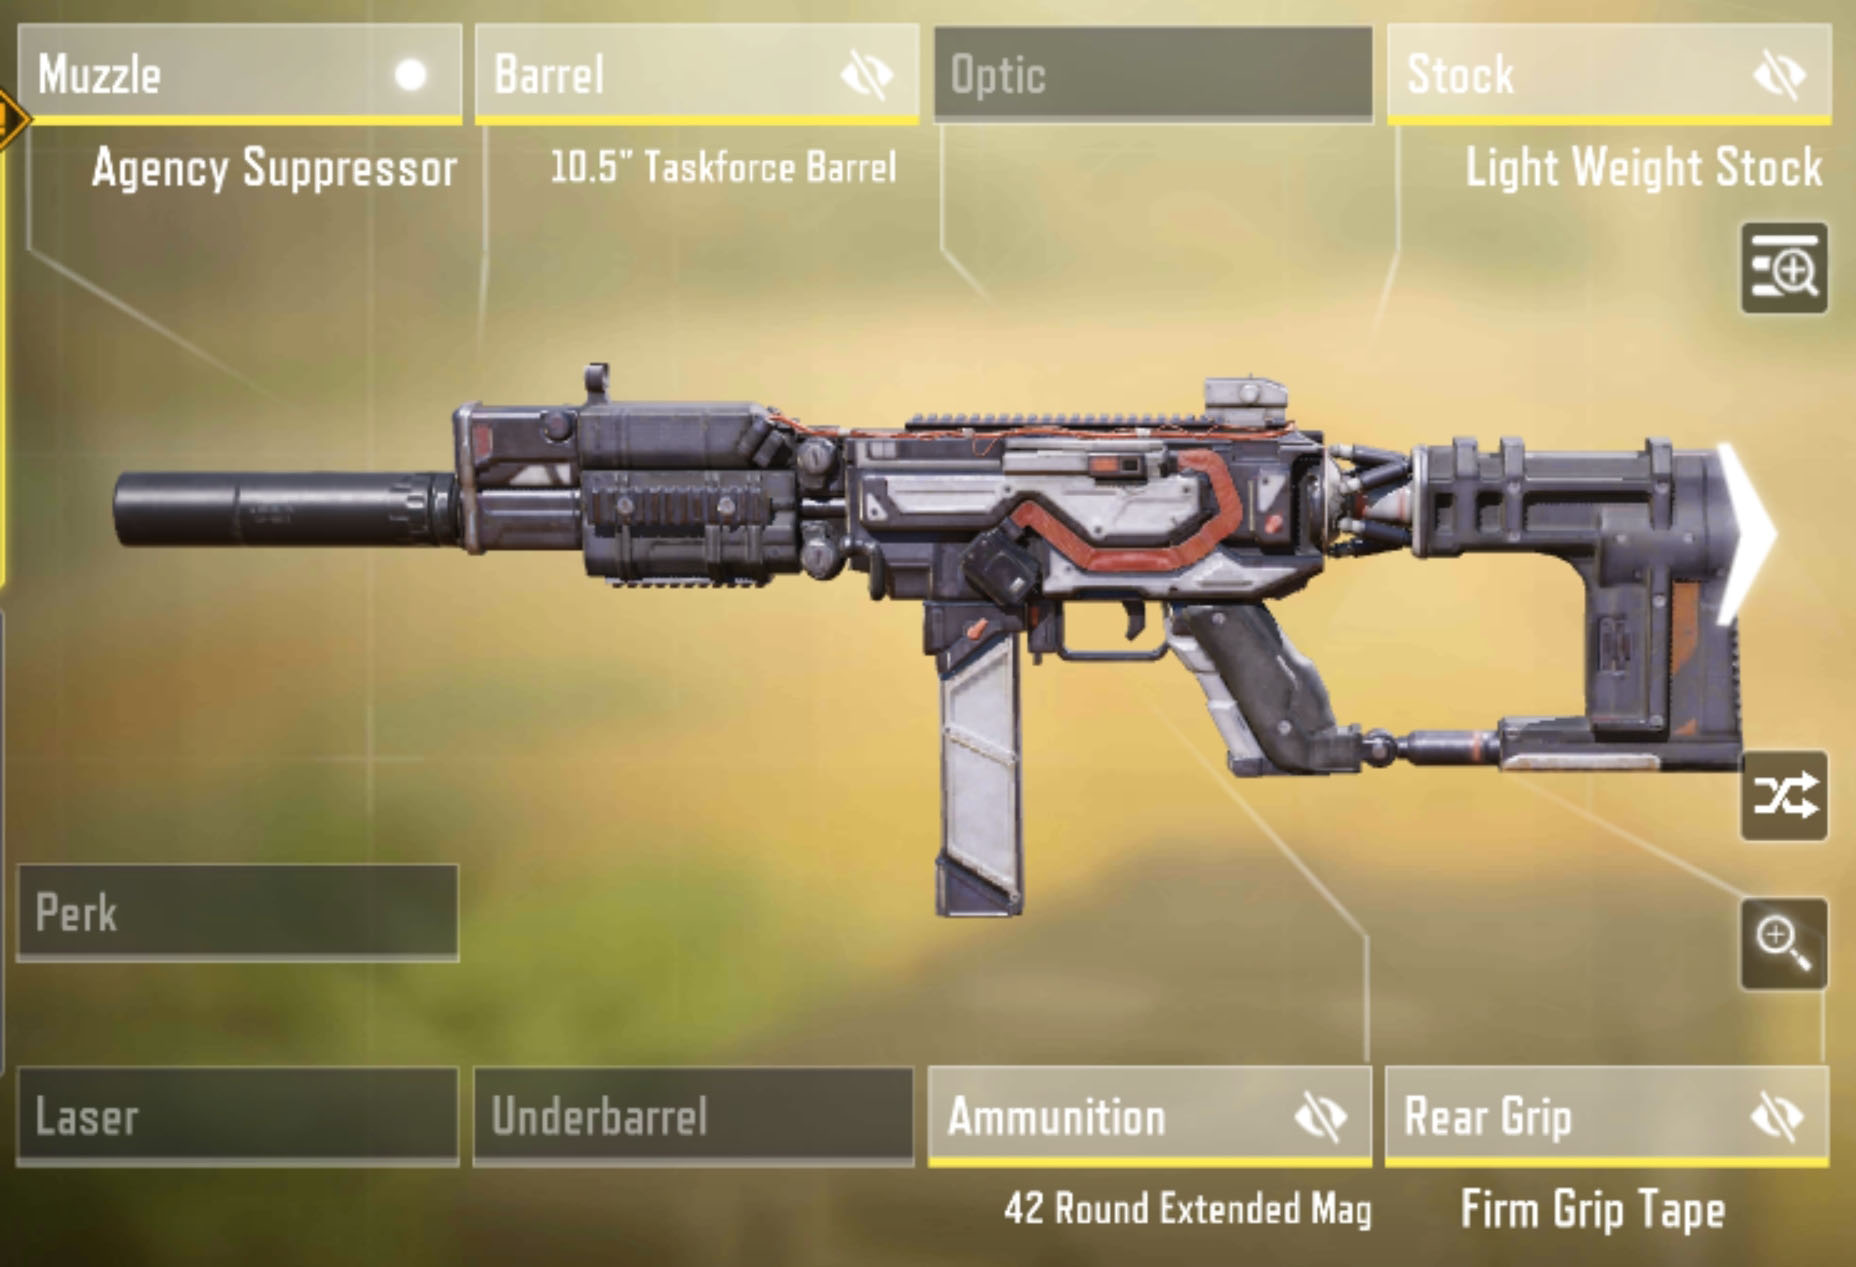 Muzzle
Agency Suppressor
Barrel
10.5" Taskforce Barrel
Optic
Stock
Light Weight Stock
Perk
Laser
Underbarrel
Ammunition
42 Round Extended Mag
Rear Grip
Firm Grip Tape